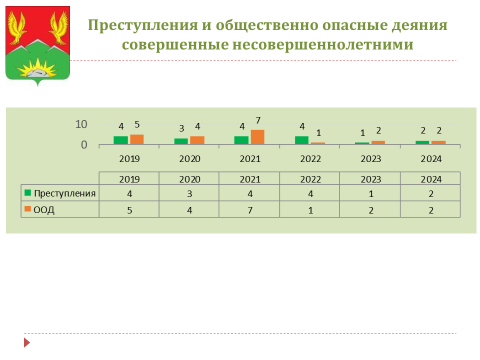 Преступления и общественно опасные деяния
совершенные несовершеннолетними
10
0
4 5 3 4 4 7 4 1 1 2 2 2
2019 2020 2021 2022 2023 2024
2019 2020 2021 2022 2023 2024
Преступления 4 3 4 4 1 2
ООД 5 4 7 1 2 2